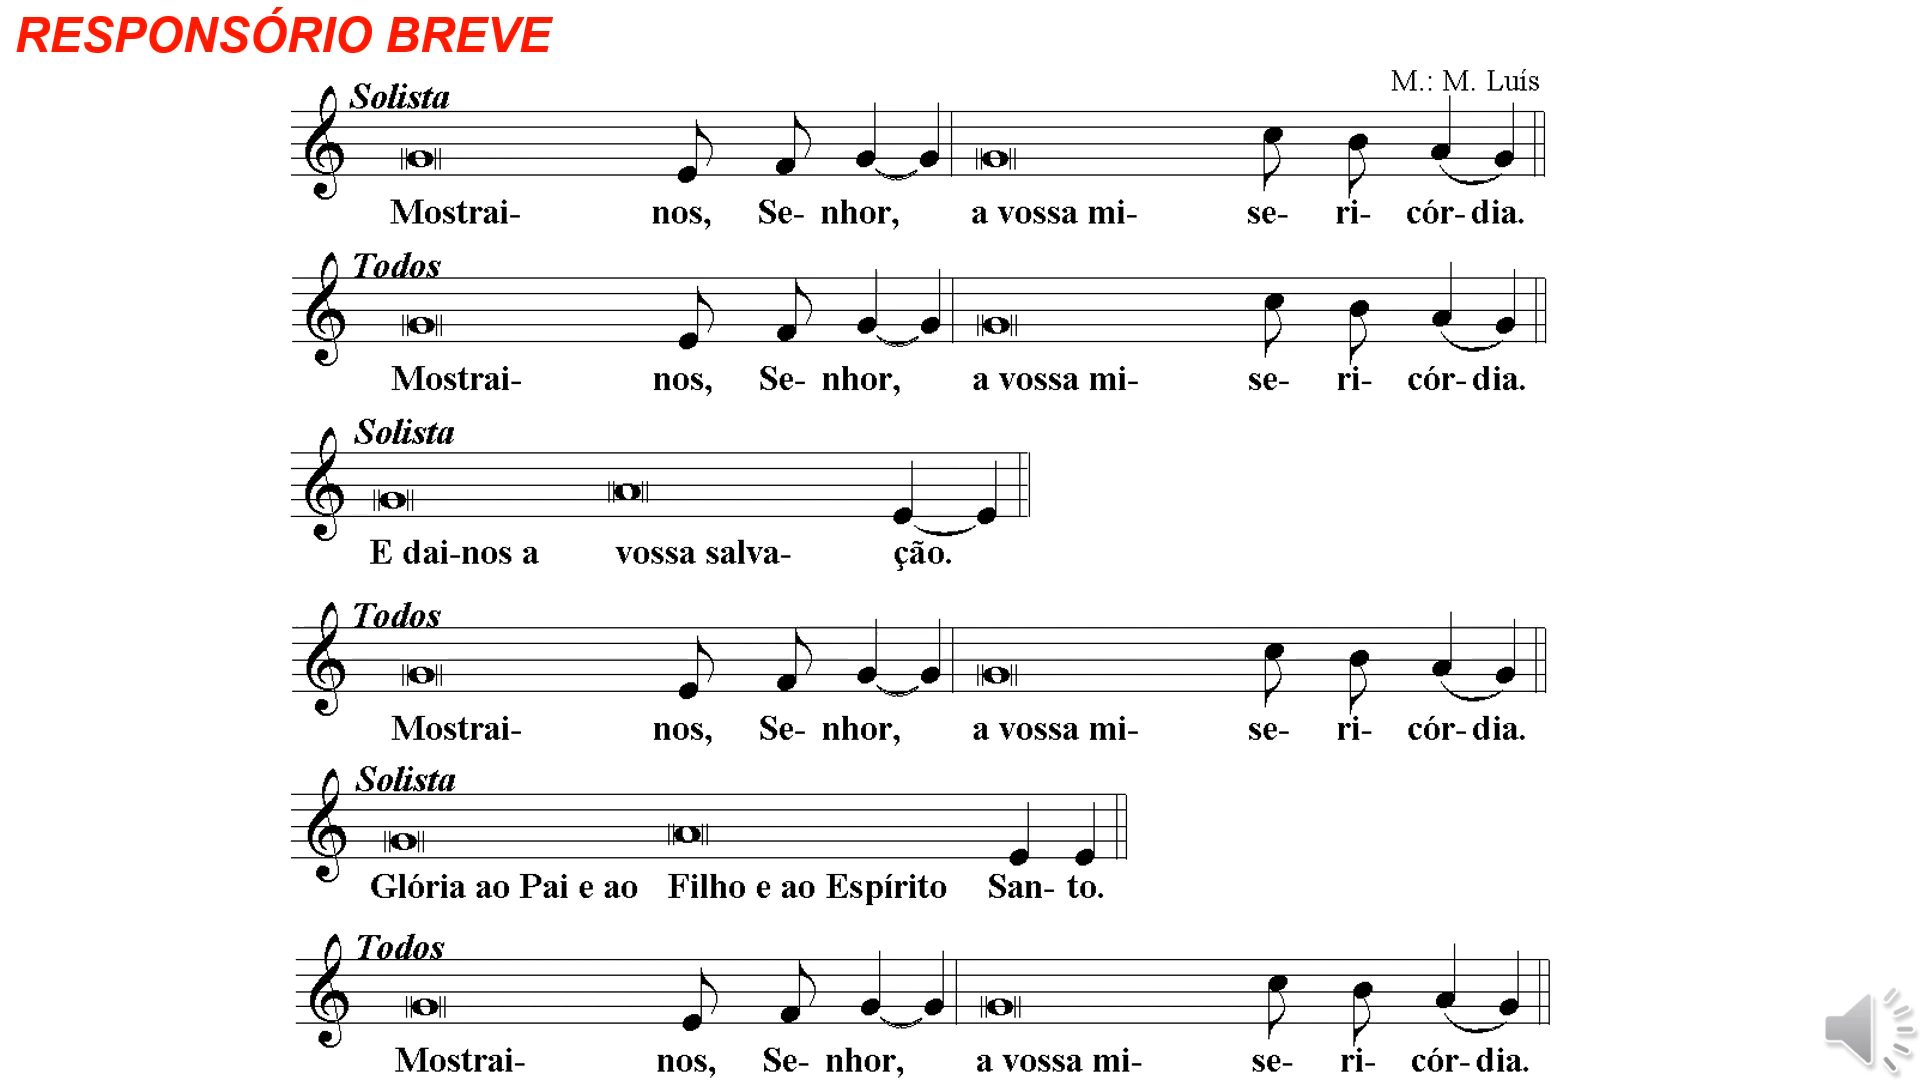 RESPONSÓRIO BREVE
M.: M. Luís
Solista
Mostrai- nos, Se- nhor, a vossa mi- se- ri- cór- dia.
Todos
Mostrai- nos, Se- nhor, a vossa mi- se- ri- cór- dia.
Solista
E dai-nos a vossa salva- ção.
Todos
Mostrai- nos, Se- nhor, a vossa mi- se- ri- cór- dia.
Solista
Glória ao Pai e ao Filho e ao Espírito San- to.
Todos
Mostrai- nos, Se- nhor, a vossa mi- se- ri- cór- dia.